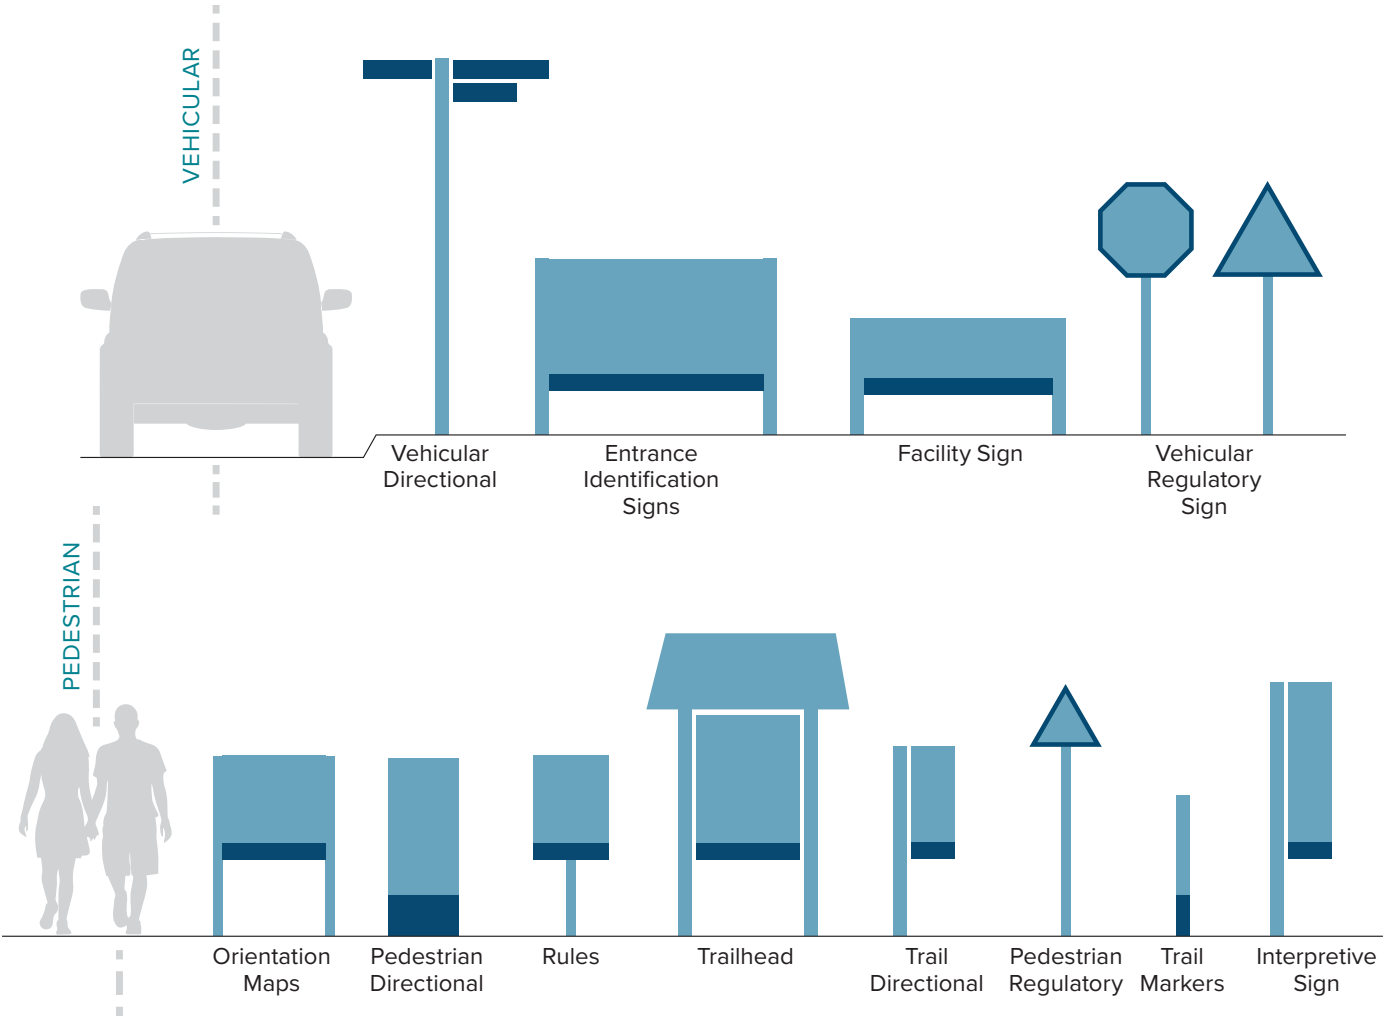 VEHICULAR
Vehicular
Directional
Entrance
Identification
Signs
Facility Sign
Vehicular
Regulatory
Sign
PEDESTRIAN
Orientation
Maps
Pedestrian
Directional
Rules
Trailhead
Trail
Directional
Pedestrian
Regulatory
Trail
Markers
Interpretive
Sign